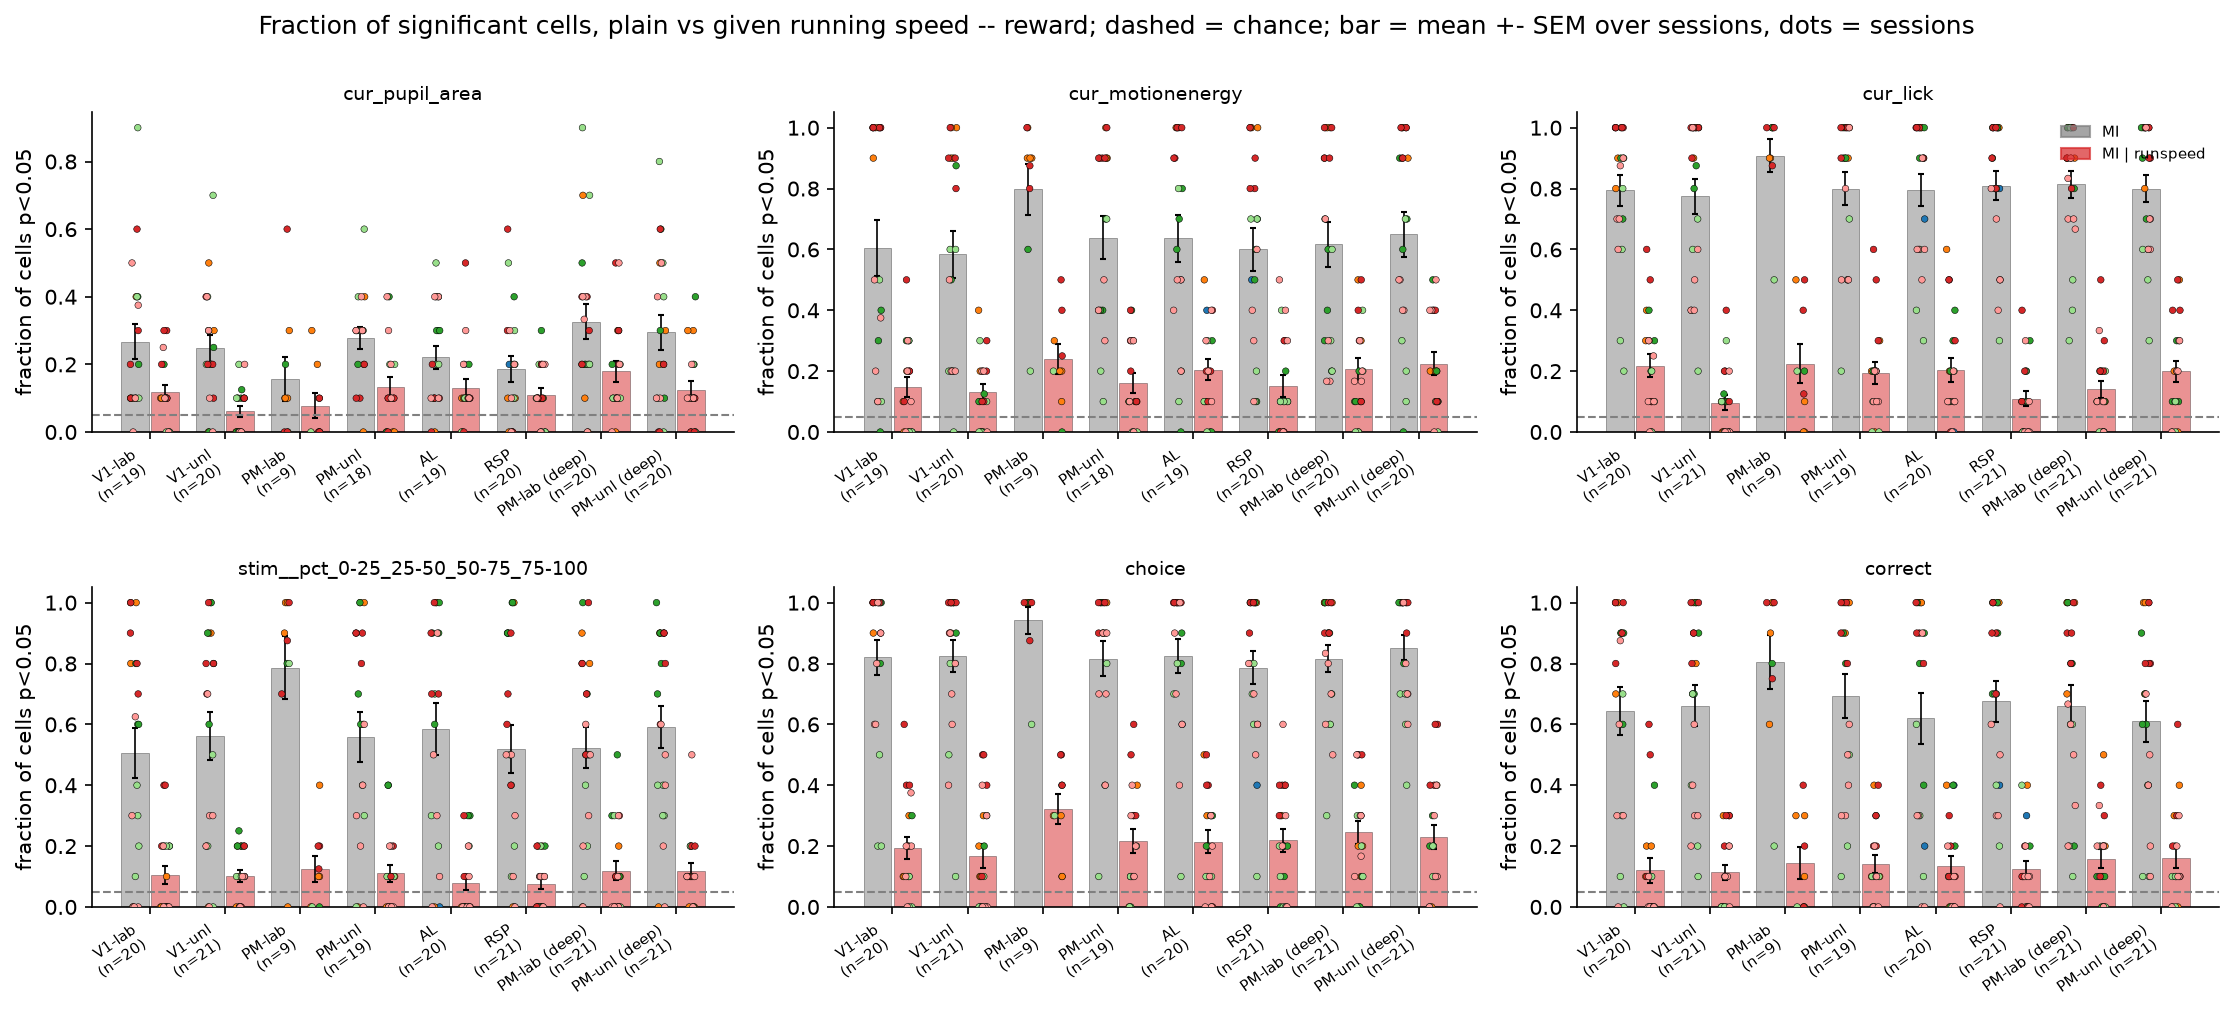 Fraction of significant cells, plain vs given running speed -- reward; dashed = chance; bar = mean +- SEM over sessions, dots = sessions
cur_pupil_area
fraction of cells p<0.05
0.8
0.6
0.4
0.2
0.0
V1-lab
(n=19)
V1-unl
(n=20)
PM-lab
(n=9)
PM-unl
(n=18)
AL
(n=19)
RSP
(n=20)
PM-lab (deep)
(n=20)
PM-unl (deep)
(n=20)
cur_motionenergy
fraction of cells p<0.05
1.0
0.8
0.6
0.4
0.2
0.0
V1-lab
(n=19)
V1-unl
(n=20)
PM-lab
(n=9)
PM-unl
(n=18)
AL
(n=19)
RSP
(n=20)
PM-lab (deep)
(n=20)
PM-unl (deep)
(n=20)
cur_lick
MI
MI | runspeed
fraction of cells p<0.05
1.0
0.8
0.6
0.4
0.2
0.0
V1-lab
(n=20)
V1-unl
(n=21)
PM-lab
(n=9)
PM-unl
(n=19)
AL
(n=20)
RSP
(n=21)
PM-lab (deep)
(n=21)
PM-unl (deep)
(n=21)
stim__pct_0-25_25-50_50-75_75-100
fraction of cells p<0.05
1.0
0.8
0.6
0.4
0.2
0.0
V1-lab
(n=20)
V1-unl
(n=21)
PM-lab
(n=9)
PM-unl
(n=19)
AL
(n=20)
RSP
(n=21)
PM-lab (deep)
(n=21)
PM-unl (deep)
(n=21)
choice
fraction of cells p<0.05
1.0
0.8
0.6
0.4
0.2
0.0
V1-lab
(n=20)
V1-unl
(n=21)
PM-lab
(n=9)
PM-unl
(n=19)
AL
(n=20)
RSP
(n=21)
PM-lab (deep)
(n=21)
PM-unl (deep)
(n=21)
correct
fraction of cells p<0.05
1.0
0.8
0.6
0.4
0.2
0.0
V1-lab
(n=20)
V1-unl
(n=21)
PM-lab
(n=9)
PM-unl
(n=19)
AL
(n=20)
RSP
(n=21)
PM-lab (deep)
(n=21)
PM-unl (deep)
(n=21)